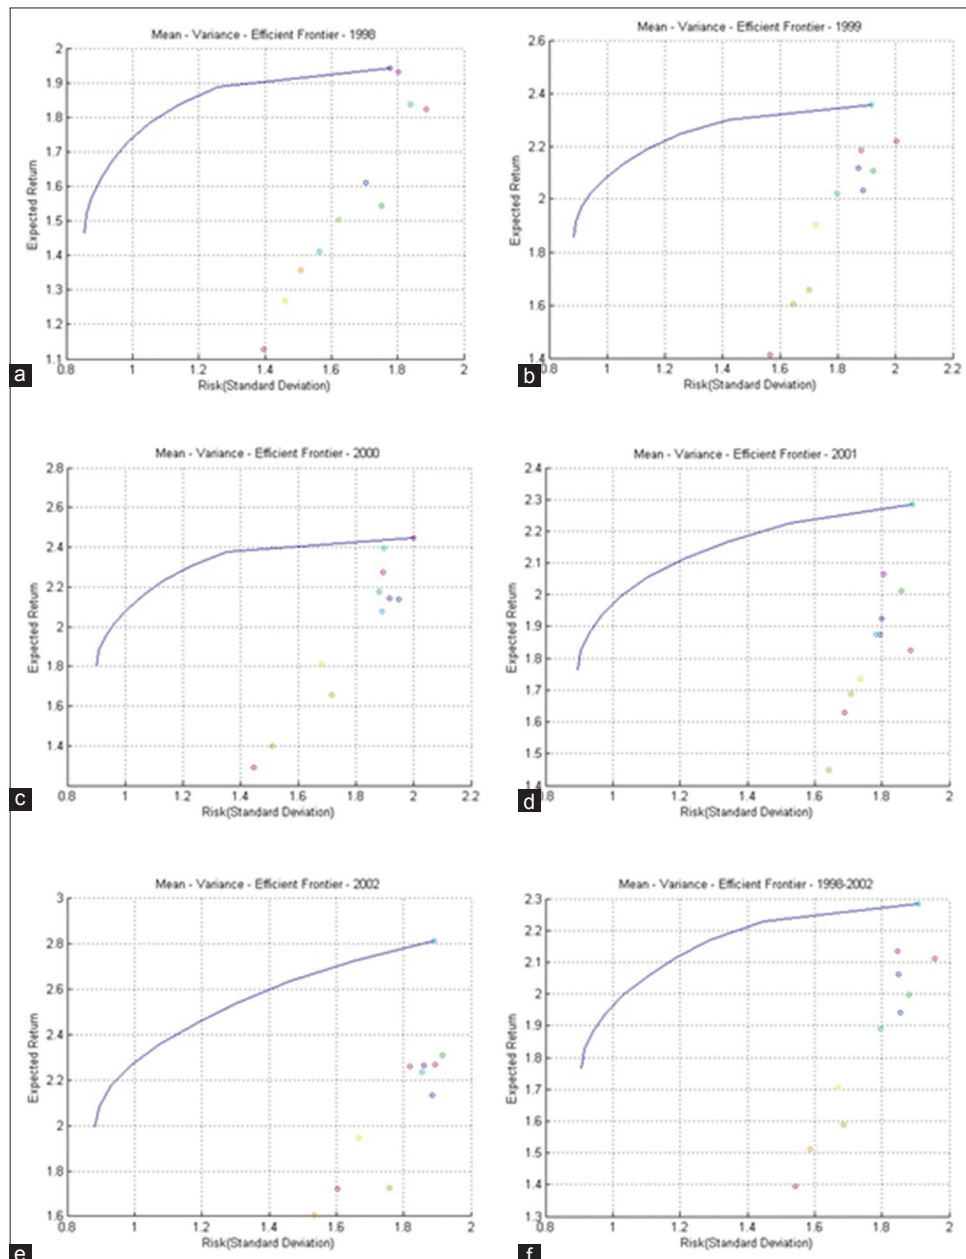 Mean - Variance - Efficient Frontier - 1998
2
1.9
1.8
1.7
1.6
1.5
1.4
1.3
1.2
1.1
Expected Return
0.8 1 1.2 1.4 1.6 1.8 2
Risk(Standard Deviation)
a
Mean - Variance - Efficient Frontier - 1999
2.6
2.4
2.2
2
1.8
1.6
1.4
Expected Return
0.8 1 1.2 1.4 1.6 1.8 2 2.2
Risk(Standard Deviation)
b
Mean - Variance - Efficient Frontier - 2000
2.8
2.6
2.4
2.2
2
1.8
1.6
1.4
Expected Return
0.8 1 1.2 1.4 1.6 1.8 2 2.2
Risk(Standard Deviation)
c
Mean - Variance - Efficient Frontier - 2001
2.4
2.3
2.2
2.1
2
1.9
1.8
1.7
1.6
1.5
1.4
Expected Return
0.8 1 1.2 1.4 1.6 1.8 2
Risk(Standard Deviation)
d
Mean - Variance - Efficient Frontier - 2002
3
2.8
2.6
2.4
2.2
2
1.8
1.6
Expected Return
0.8 1 1.2 1.4 1.6 1.8 2
Risk(Standard Deviation)
e
Mean - Variance - Efficient Frontier - 1998-2002
2.3
2.2
2.1
2
1.9
1.8
1.7
1.6
1.5
1.4
1.3
Expected Return
0.8 1 1.2 1.4 1.6 1.8 2
Risk(Standard Deviation)
f